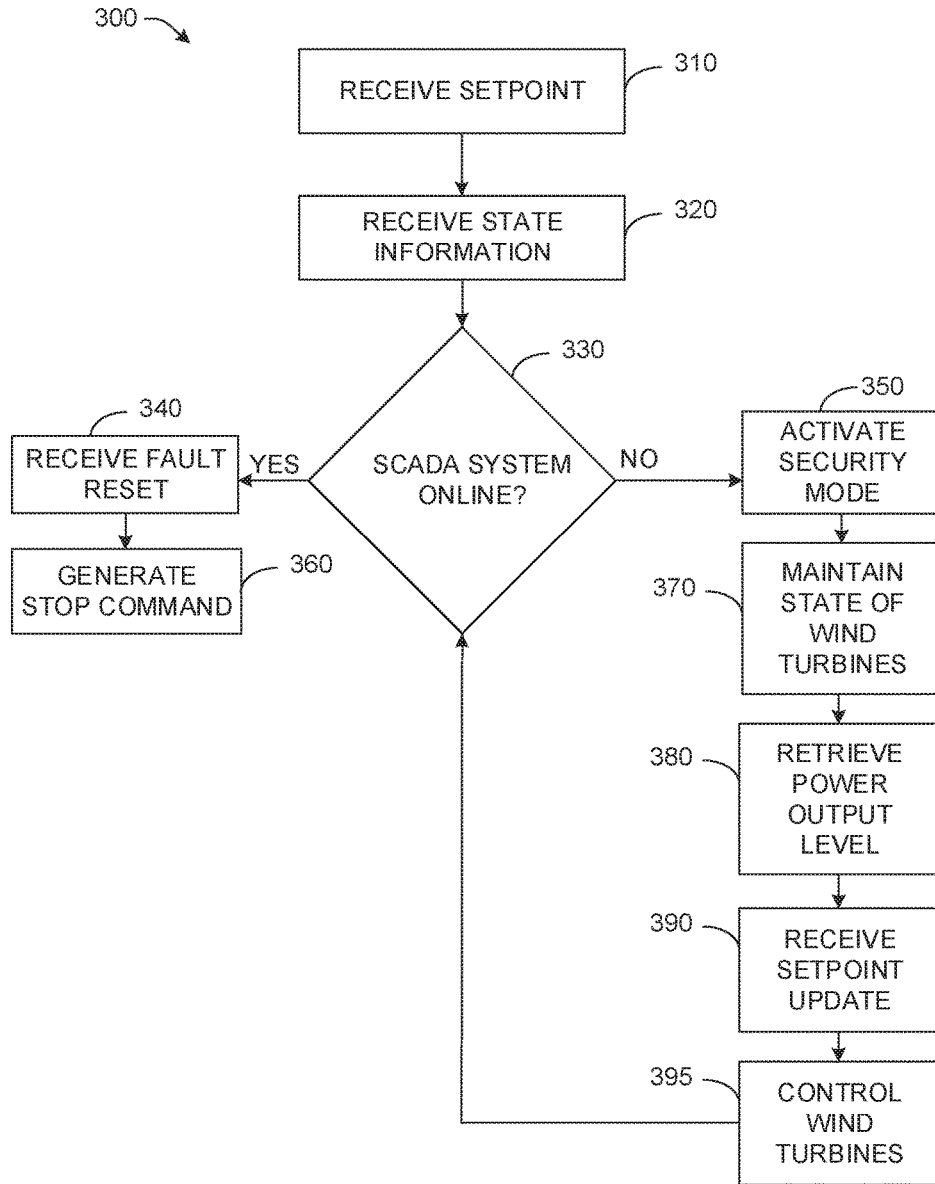 300
310
RECEIVE SETPOINT
320
RECEIVE STATE
INFORMATION
330
SCADA SYSTEM
ONLINE?
YES
NO
340
RECEIVE FAULT
RESET
350
ACTIVATE
SECURITY
MODE
360
GENERATE
STOP COMMAND
370
MAINTAIN
STATE OF
WIND
TURBINES
380
RETRIEVE
POWER
OUTPUT
LEVEL
390
RECEIVE
SETPOINT
UPDATE
395
CONTROL
WIND
TURBINES